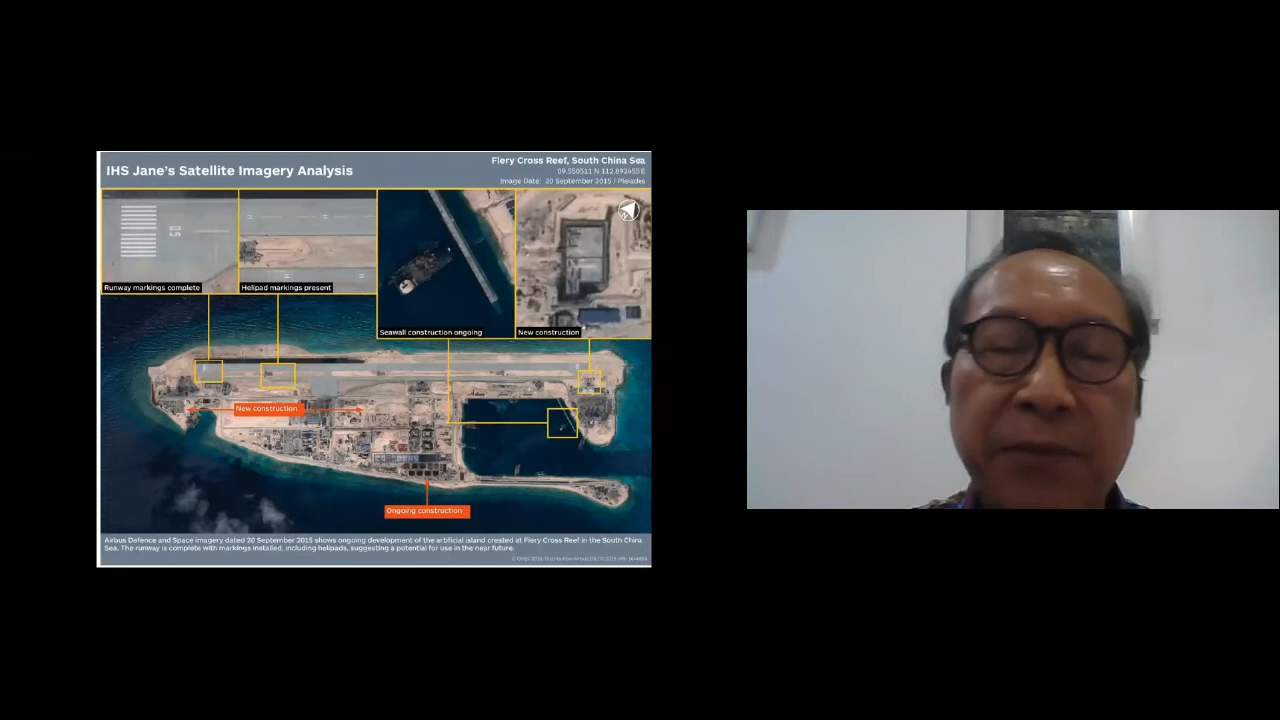 IHS Jane's Satellite Imagery Analysis
Fiery Cross Reef, South China Sea
09.550511 N 112.892455 E
Image Date: 20 September 2015 / Pleiades
05
H
H
H
H
Runway markings complete
Helipad markings present
Seawall construction ongoing
New construction
New construction
Ongoing construction
Airbus Defence and Space imagery dated 20 September 2015 shows ongoing development of the artificial island created at Fiery Cross Reef in the South China
Sea. The runway is complete with markings installed, including helipads, suggesting a potential for use in the near future.